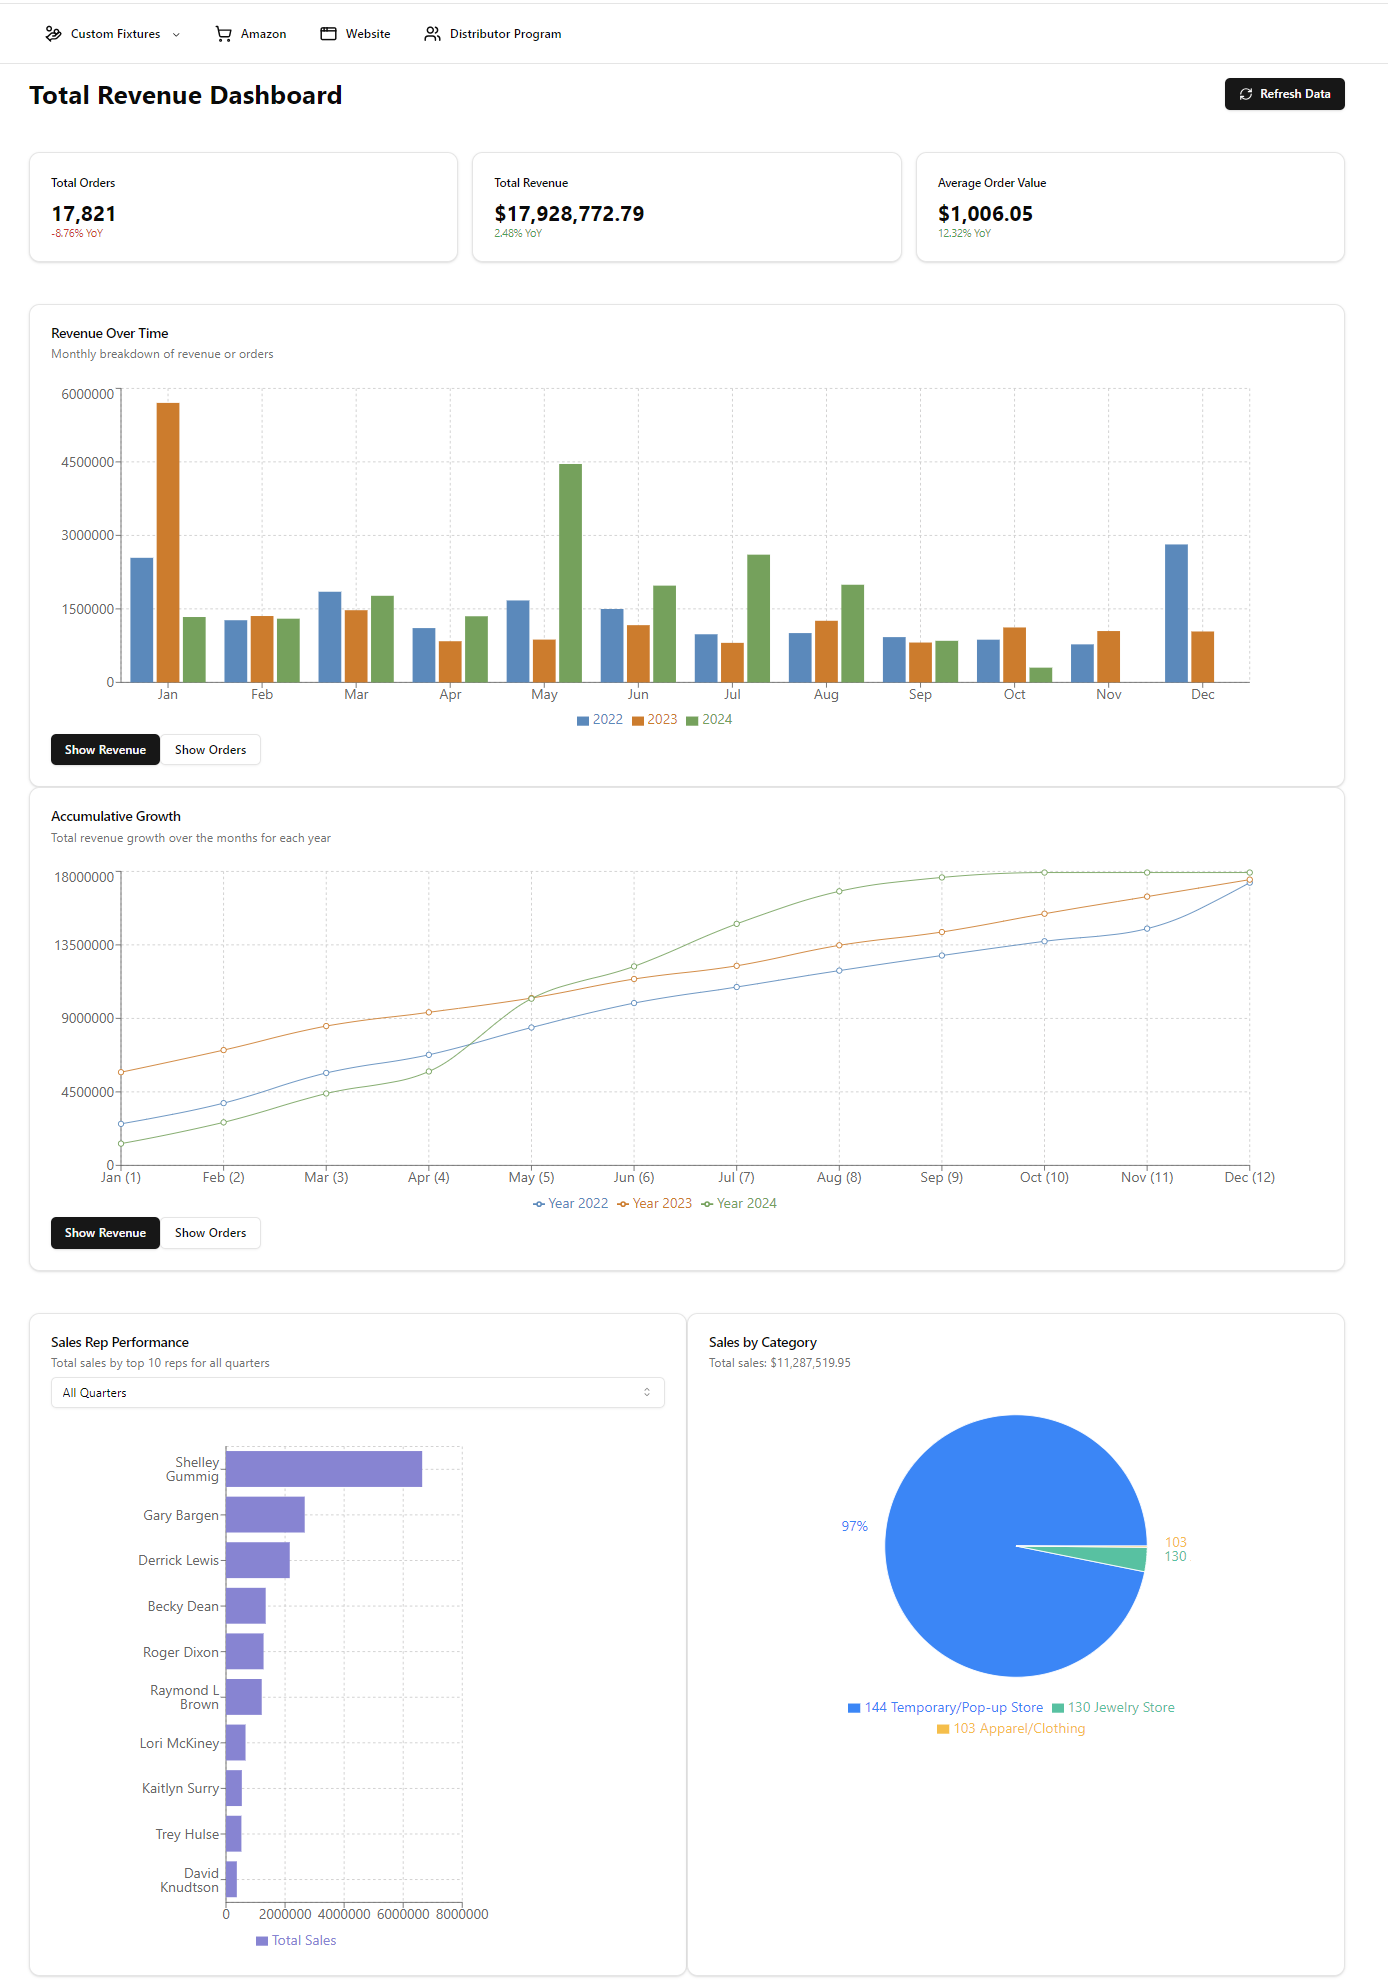 Custom Fixtures Amazon Website Distributor Program
Total Revenue Dashboard
Refresh Data
Total Orders
17,821
-8.76% YoY
Total Revenue
$17,928,772.79
2.48% YoY
Average Order Value
$1,006.05
12.32% YoY
Revenue Over Time
Monthly breakdown of revenue or orders
6000000
4500000
3000000
1500000
0
Jan Feb Mar Apr May Jun Jul Aug Sep Oct Nov Dec
2022 2023 2024
Show Revenue Show Orders
Accumulative Growth
Total revenue growth over the months for each year
18000000
13500000
9000000
4500000
0
Jan (1) Feb (2) Mar (3) Apr (4) May (5) Jun (6) Jul (7) Aug (8) Sep (9) Oct (10) Nov (11) Dec (12)
Year 2022 Year 2023 Year 2024
Show Revenue Show Orders
Sales Rep Performance
Total sales by top 10 reps for all quarters
All Quarters
Shelley
Gummig
Gary Bargen
Derrick Lewis
Becky Dean
Roger Dixon
Raymond L
Brown
Lori McKiney
Kaitlyn Surry
Trey Hulse
David
Knudtson
0 2000000 4000000 6000000 8000000
Total Sales
Sales by Category
Total sales: $11,287,519.95
97%
103
130
144 Temporary/Pop-up Store 130 Jewelry Store
103 Apparel/Clothing